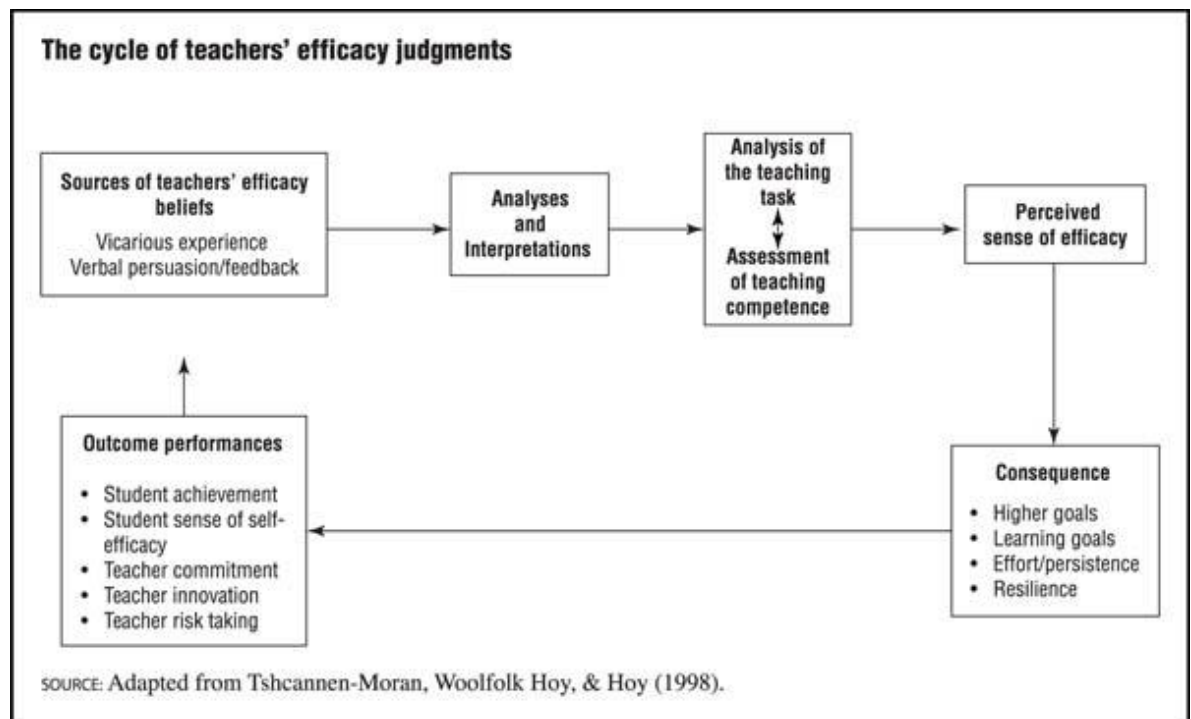 The cycle of teachers' efficacy judgments
Sources of teachers' efficacy
beliefs
Vicarious experience
Verbal persuasion/feedback
Analyses
and
Interpretations
Analysis of
the teaching
task
Assessment
of teaching
competence
Perceived
sense of efficacy
Outcome performances
• Student achievement
• Student sense of self-
efficacy
• Teacher commitment
• Teacher innovation
• Teacher risk taking
Consequence
• Higher goals
• Learning goals
• Effort/persistence
• Resilience
SOURCE: Adapted from Tshcannen-Moran, Woolfolk Hoy, & Hoy (1998).